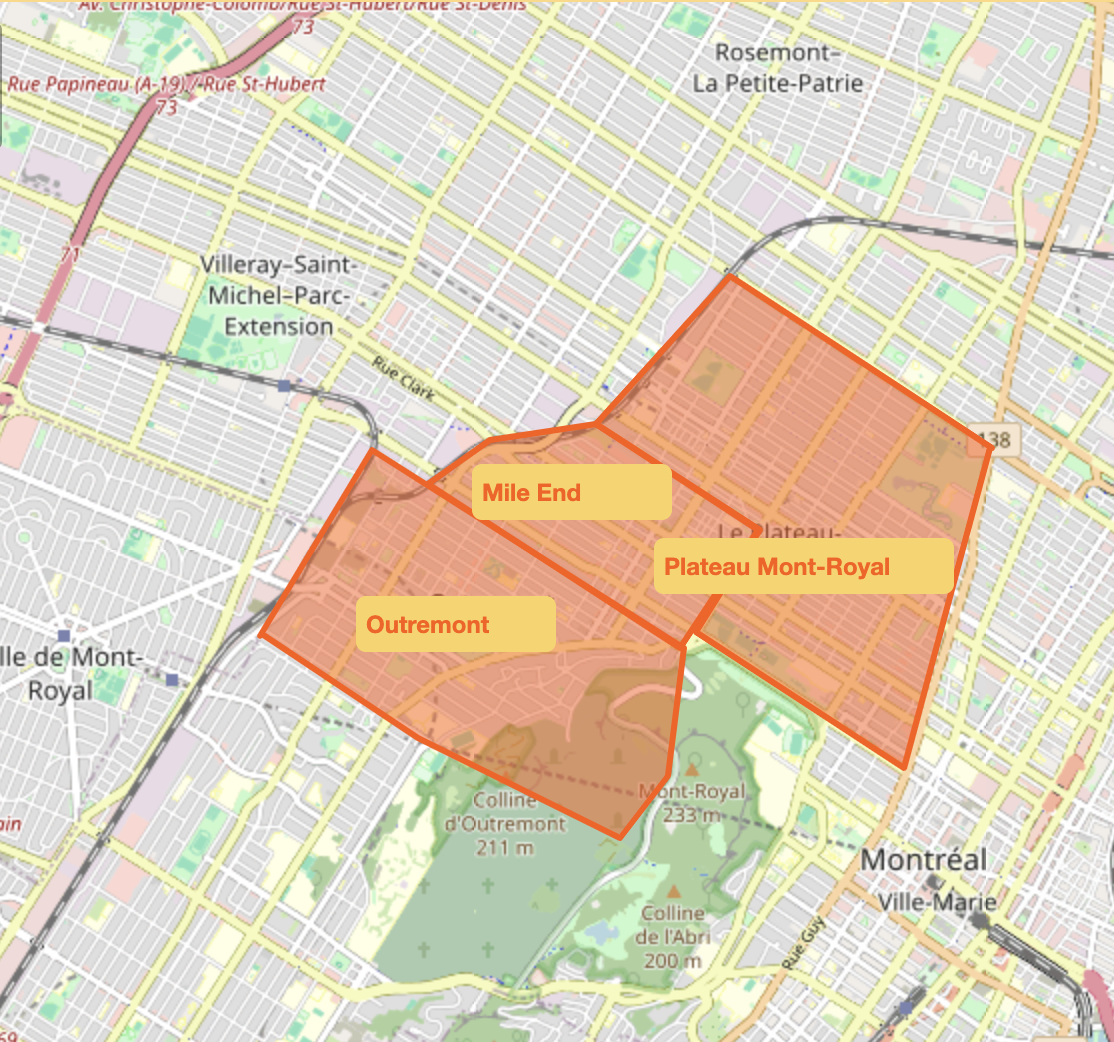 Av. Christophe-Colomb/Rue St-Hubert/Rue St-Denis
73
Rue Papineau (A-19) / Rue St-Hubert
73
Rosemont–
La Petite-Patrie
71
Villeray–Saint-
Michel–Parc-
Extension
Rue Clark
138
Mile End
Le Plateau-
Plateau Mont-Royal
Outremont
lle de Mont-
Royal
Mont-Royal
233 m
Colline
d'Outremont
211 m
ain
Montréal
Ville-Marie
Colline
de l'Abri
200 m
Rue Guy
69